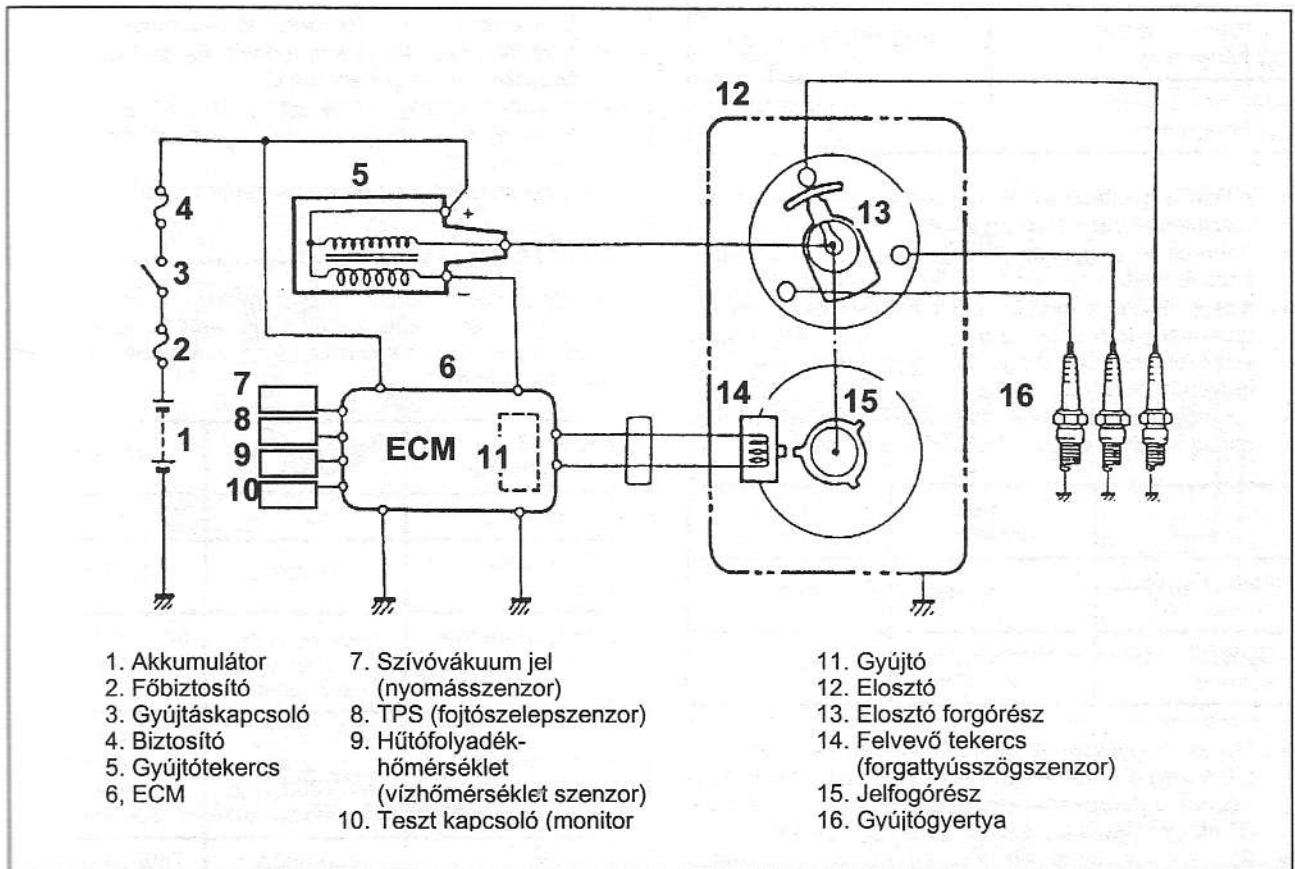 12
5
4
+
13
3
−
2
6
7
14
15
16
8
1
ECM
11
9
10
1. Akkumulátor
2. Főbiztosító
3. Gyújtáskapcsoló
4. Biztosító
5. Gyújtótekercs
6, ECM
7. Szívóvákuum jel
(nyomásszenzor)
8. TPS (fojtószelepszenzor)
9. Hűtőfolyadék-
hőmérséklet
(vízhőmérséklet szenzor)
10. Teszt kapcsoló (monitor
11. Gyújtó
12. Elosztó
13. Elosztó forgórész
14. Felvevő tekercs
(forgattyússzögszenzor)
15. Jelfogórész
16. Gyújtógyertya